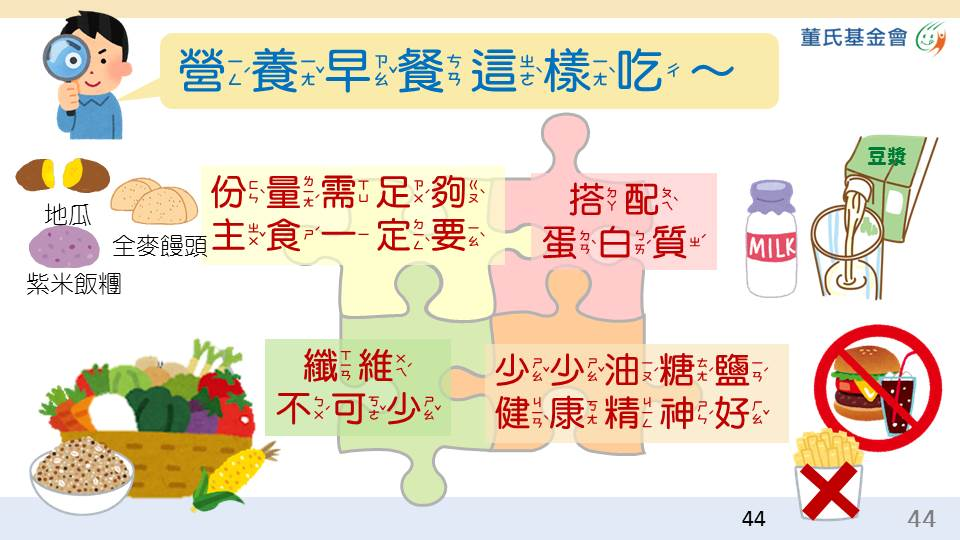 董氏基金會
營養早餐這樣吃～
份量需足夠
主食一定要
搭配
蛋白質
豆漿
MILK
地瓜
全麥饅頭
紫米飯糰
纖維
不可少
少少油糖鹽
健康精神好
44
44